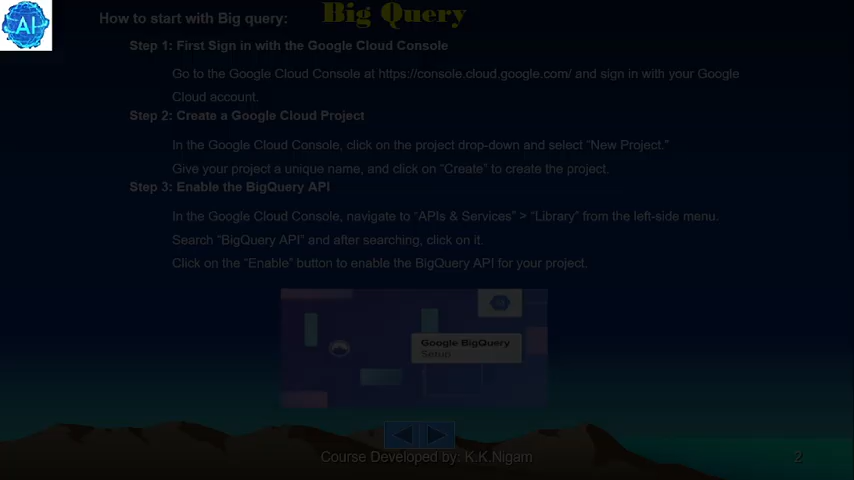 AI
Big Query
How to start with Big query:
Step 1: First Sign in with the Google Cloud Console
Go to the Google Cloud Console at https://console.cloud.google.com/ and sign in with your Google
Cloud account.
Step 2: Create a Google Cloud Project
In the Google Cloud Console, click on the project drop-down and select “New Project.”
Give your project a unique name, and click on “Create” to create the project.
Step 3: Enable the BigQuery API
In the Google Cloud Console, navigate to “APIs & Services” > “Library” from the left-side menu.
Search “BigQuery API” and after searching, click on it
Click on the “Enable” button to enable the BigQuery API for your project.
Google BigQuery
Setup
Course Developed by: K.K.Nigam
2